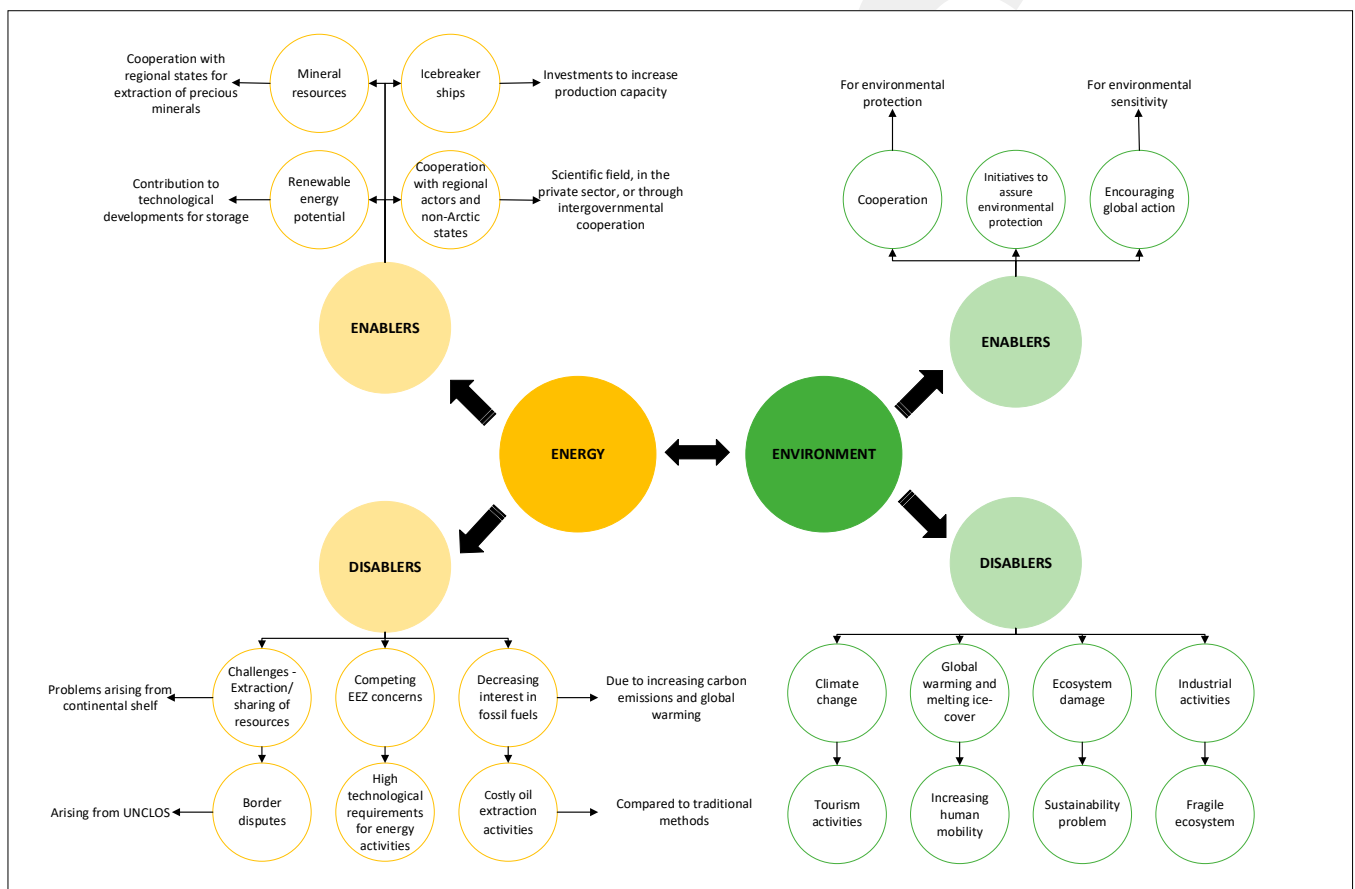 Cooperation with
regional states for
extraction of precious
minerals
Mineral
resources
Icebreaker
ships
Investments to increase
production capacity
Contribution to
technological
developments for storage
Renewable
energy
potential
Cooperation
with regional
actors and
non-Arctic
states
Scientific field, in the
private sector, or through
intergovernmental
cooperation
ENABLERS
For environmental
protection
For environmental
sensitivity
Cooperation
Initiatives to
assure
environmental
protection
Encouraging
global action
ENABLERS
ENERGY
ENVIRONMENT
DISABLERS
Problems arising from
continental shelf
Challenges -
Extraction/
sharing of
resources
Competing
EEZ concerns
Decreasing
interest in
fossil fuels
Due to increasing carbon
emissions and global
warming
Arising from UNCLOS
Border
disputes
High
technological
requirements
for energy
activities
Costly oil
extraction
activities
Compared to traditional
methods
DISABLERS
Climate
change
Global
warming and
melting ice-
cover
Ecosystem
damage
Industrial
activities
Tourism
activities
Increasing
human
mobility
Sustainability
problem
Fragile
ecosystem